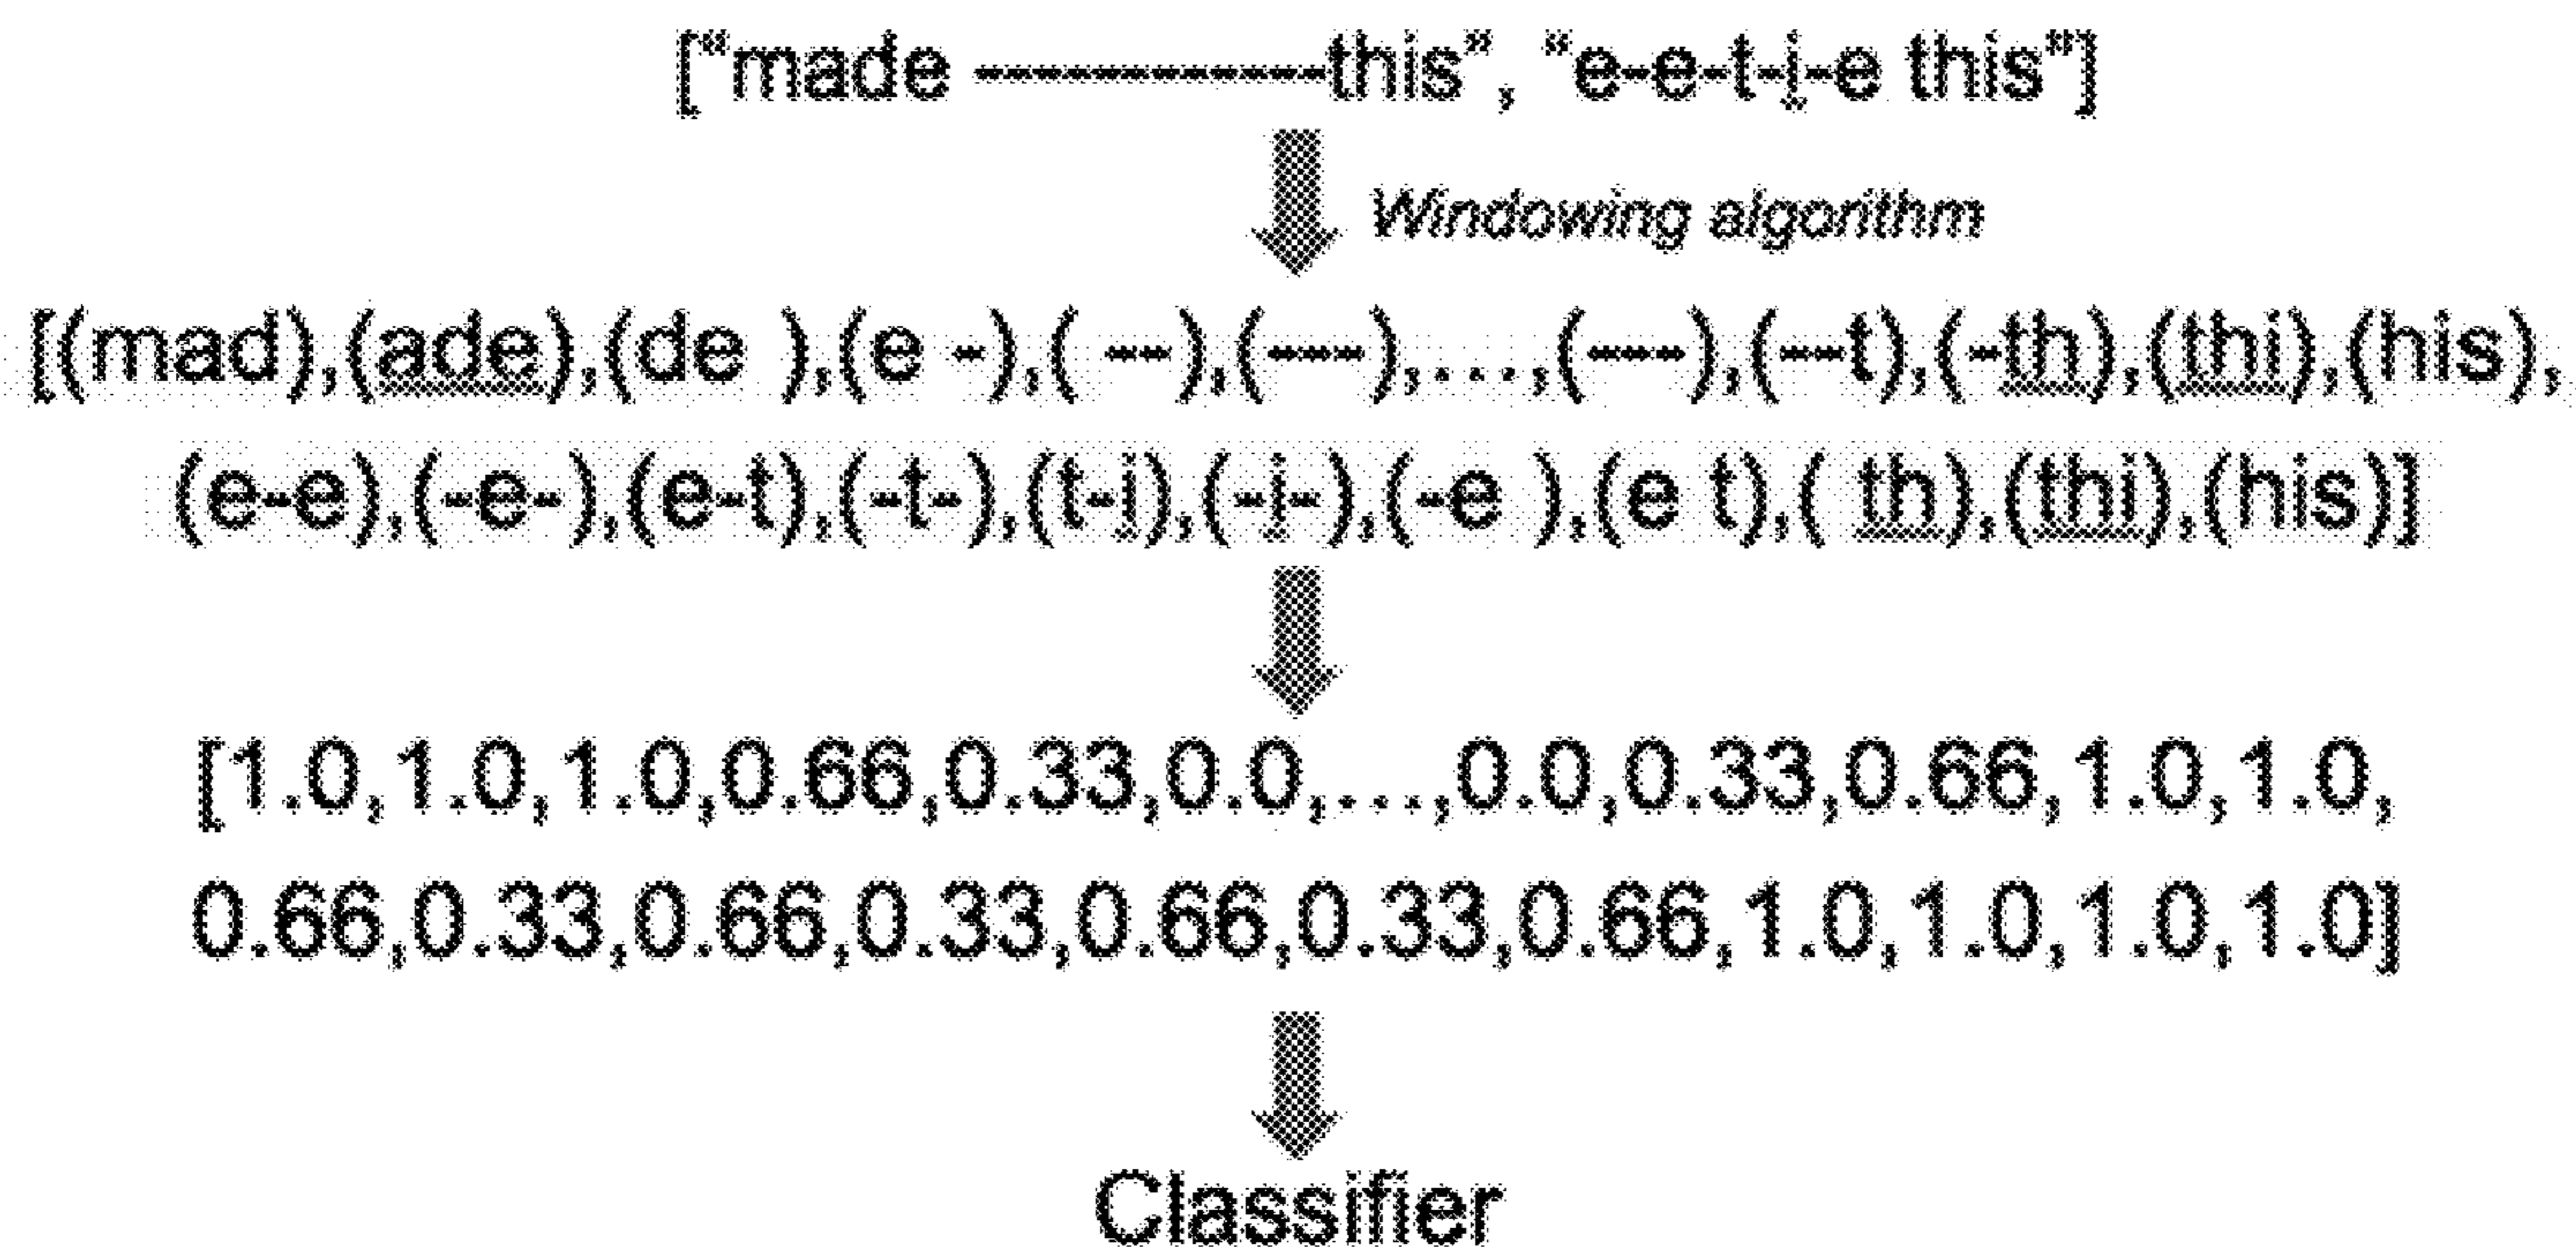 ["made ------------this", "e-e-t-i-e this"]
Windowing algorithm
[(mad),(ade),(de ),(e -),( --),(---),...,(---),(--t),(-th),(thi),(his),
(e-e),(-e-),(e-t),(-t-),(t-i),(-i-),(-e ),(e t),( th),(thi),(his)]
[1.0,1.0,1.0,0.66,0.33,0.0,...,0.0,0.33,0.66,1.0,1.0,
0.66,0.33,0.66,0.33,0.66,0.33,0.66,1.0,1.0,1.0,1.0]
Classifier